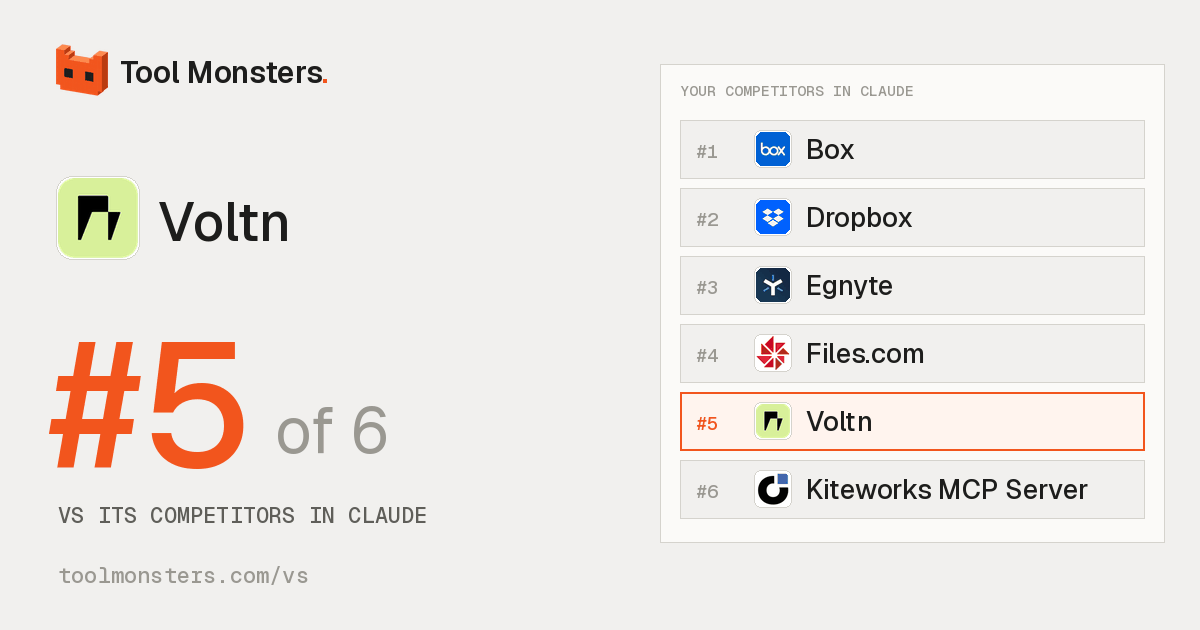 Tool Monsters.
Voltn
#5 of 6
VS ITS COMPETITORS IN CLAUDE
toolmonsters.com/vs
YOUR COMPETITORS IN CLAUDE
#1 box Box
#2 Dropbox
#3 Egnyte
#4 Files.com
#5 Voltn
#6 Kiteworks MCP Server